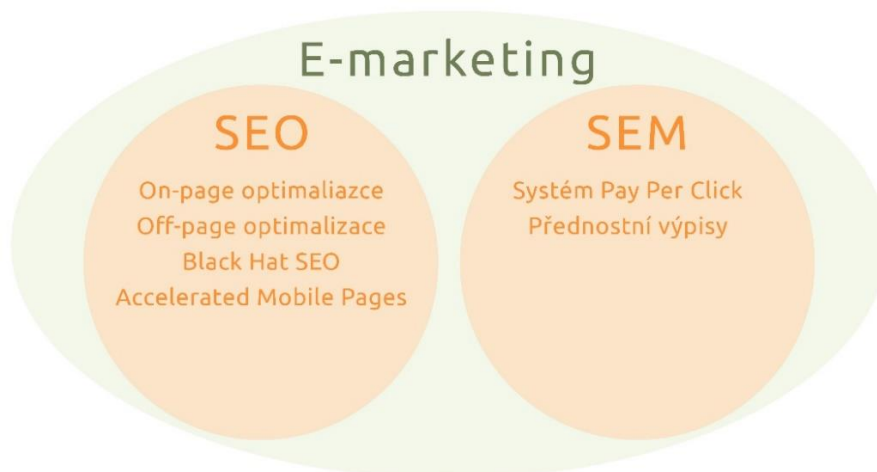 E-marketing
SEO
On-page optimaliazce
Off-page optimalizace
Black Hat SEO
Accelerated Mobile Pages
SEM
Systém Pay Per Click
Přednostní výpisy